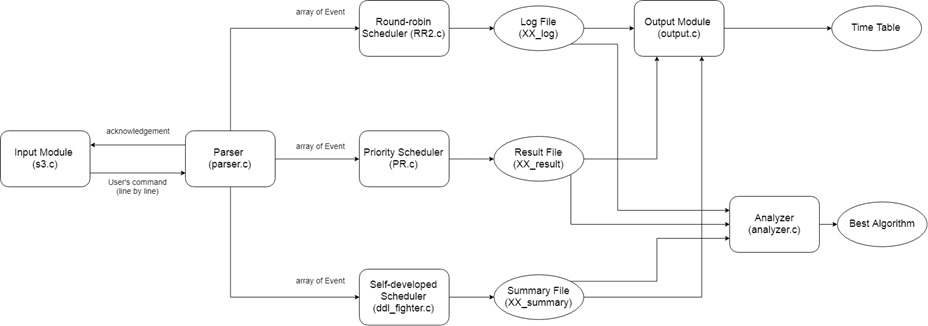 array of Event
Round-robin
Scheduler (RR2.c)
Log File
(XX_log)
Output Module
(output.c)
Time Table
acknowledgement
Input Module
(s3.c)
User's command
(line by line)
Parser
(parser.c)
array of Event
Priority Scheduler
(PR.c)
Result File
(XX_result)
Analyzer
(analyzer.c)
Best Algorithm
array of Event
Self-developed
Scheduler
(ddl_fighter.c)
Summary File
(XX_summary)